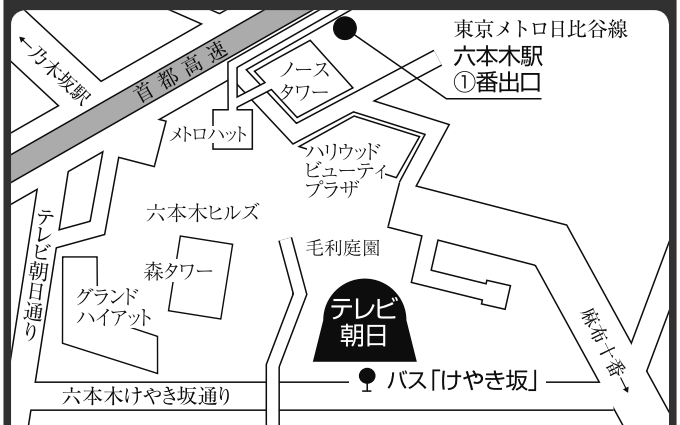 東京メトロ日比谷線
六本木駅
①番出口
←乃木坂駅
首都高速
ノース
タワー
メトロハット
ハリウッド
ビューティ
プラザ
六本木ヒルズ
テレビ朝日通り
毛利庭園
森タワー
グランド
ハイアット
テレビ
朝日
麻布十番→
バス「けやき坂」
六本木けやき坂通り